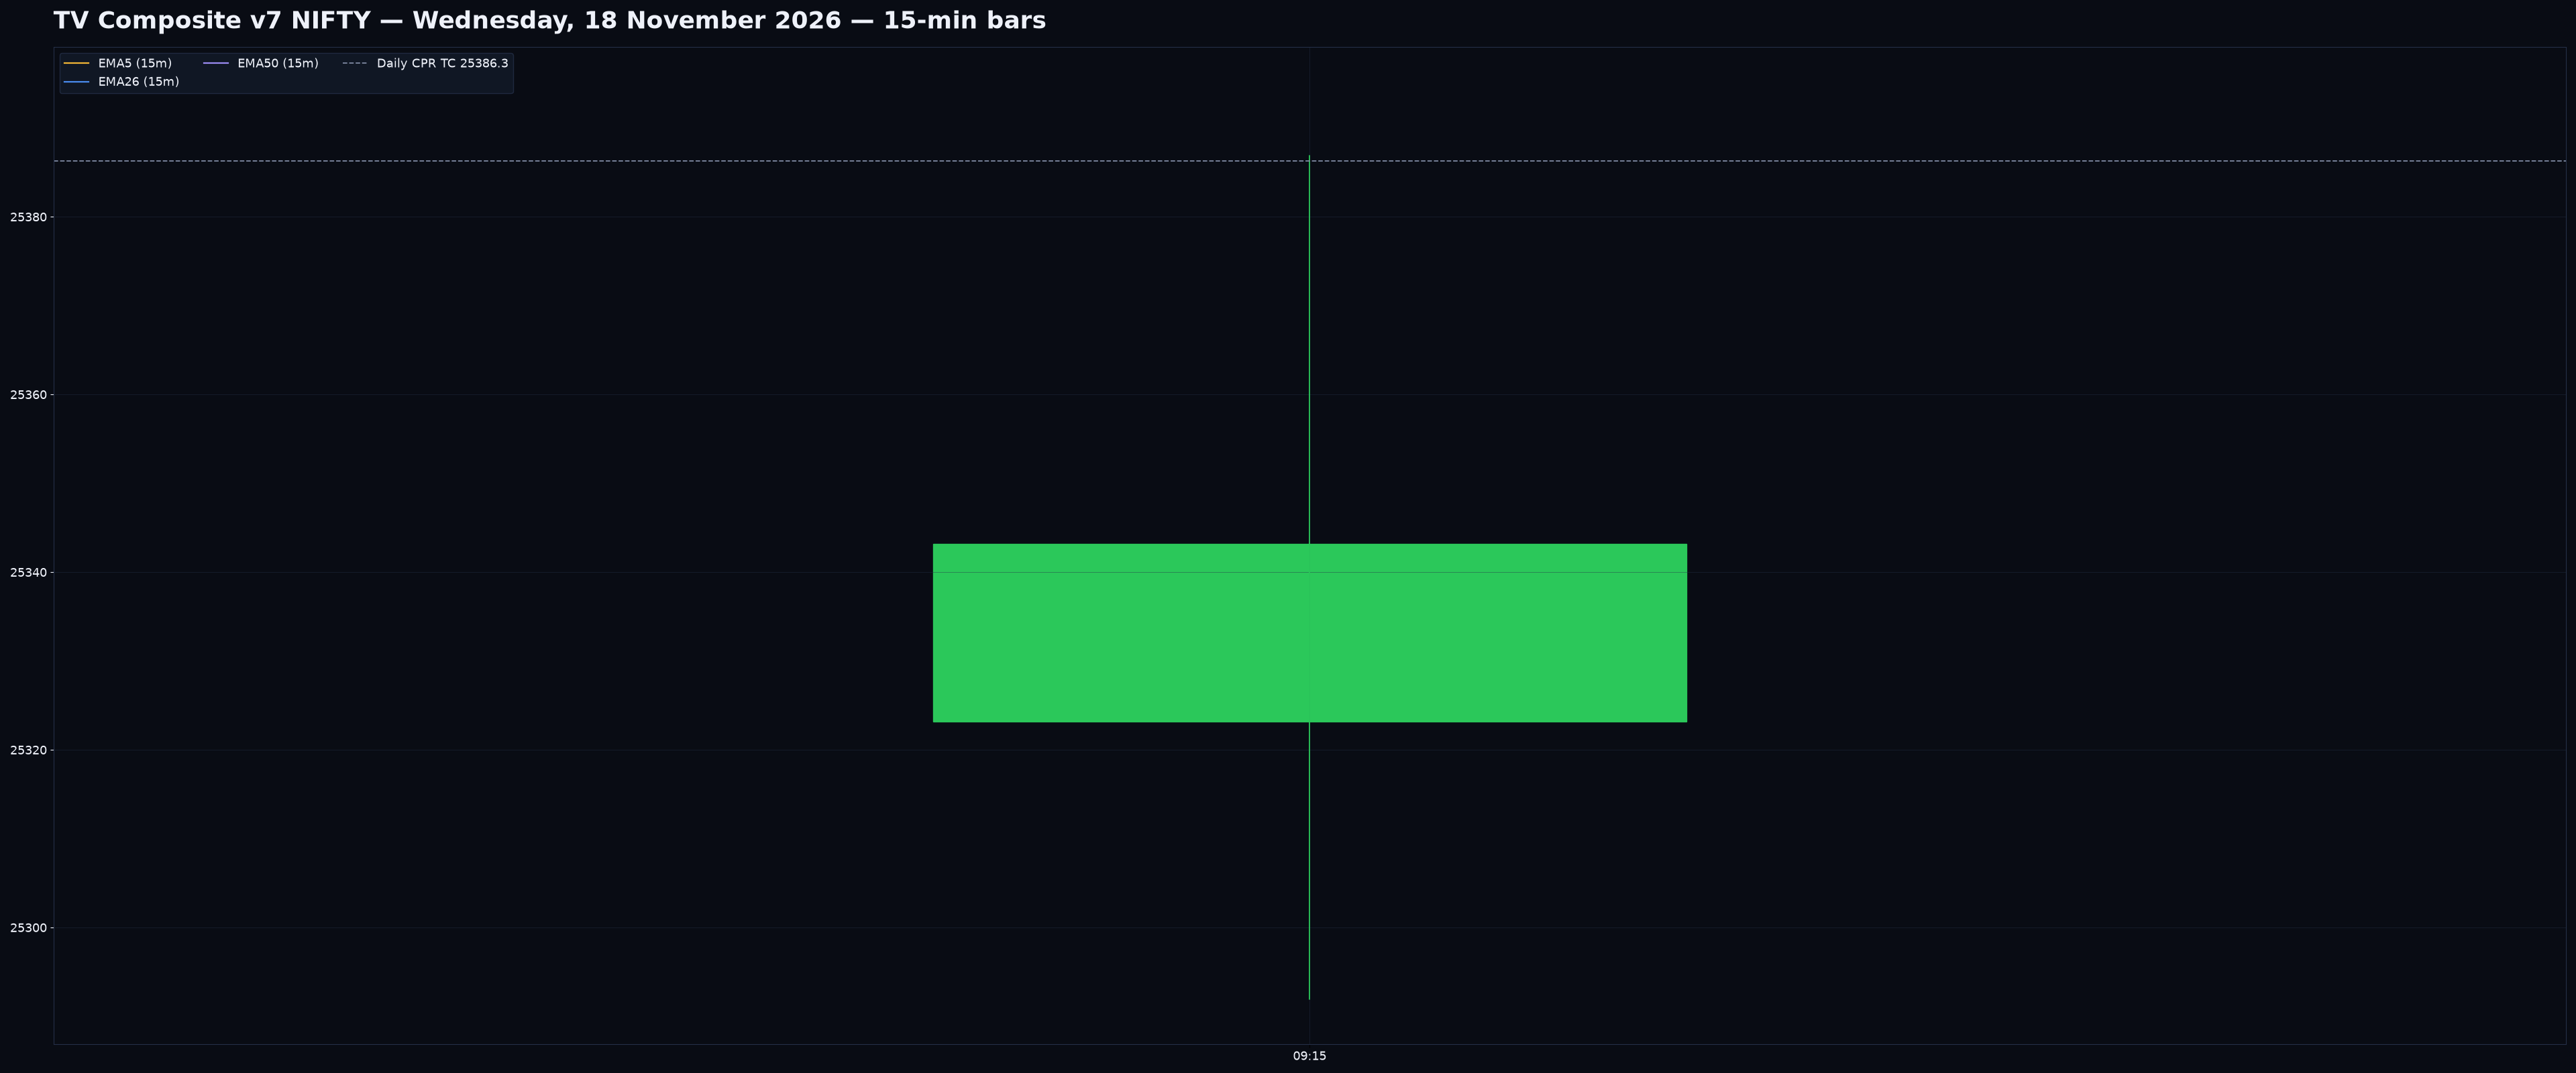 TV Composite v7 NIFTY — Wednesday, 18 November 2026 — 15-min bars
EMA5 (15m) EMA50 (15m) Daily CPR TC 25386.3
EMA26 (15m)
25380
25360
25340
25320
25300
09:15